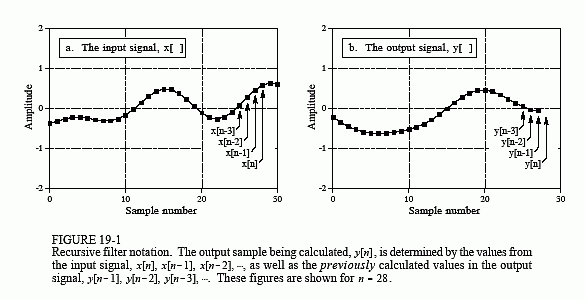 a.  The input signal, x[  ]
b.  The output signal, y[  ]
2
1
0
-1
-2
Amplitude
x[n-3]
x[n-2]
x[n-1]
x[n]
0
10
20
30
Sample number
2
1
0
-1
-2
Amplitude
y[n-3]
y[n-2]
y[n-1]
y[n]
0
10
20
30
Sample number
FIGURE 19-1
Recursive filter notation.  The output sample being calculated, y[n], is determined by the values from
the input signal, x[n], x[n−1], x[n−2], ···, as well as the previously calculated values in the output
signal, y[n−1], y[n−2], y[n−3], ···.  These figures are shown for n = 28.